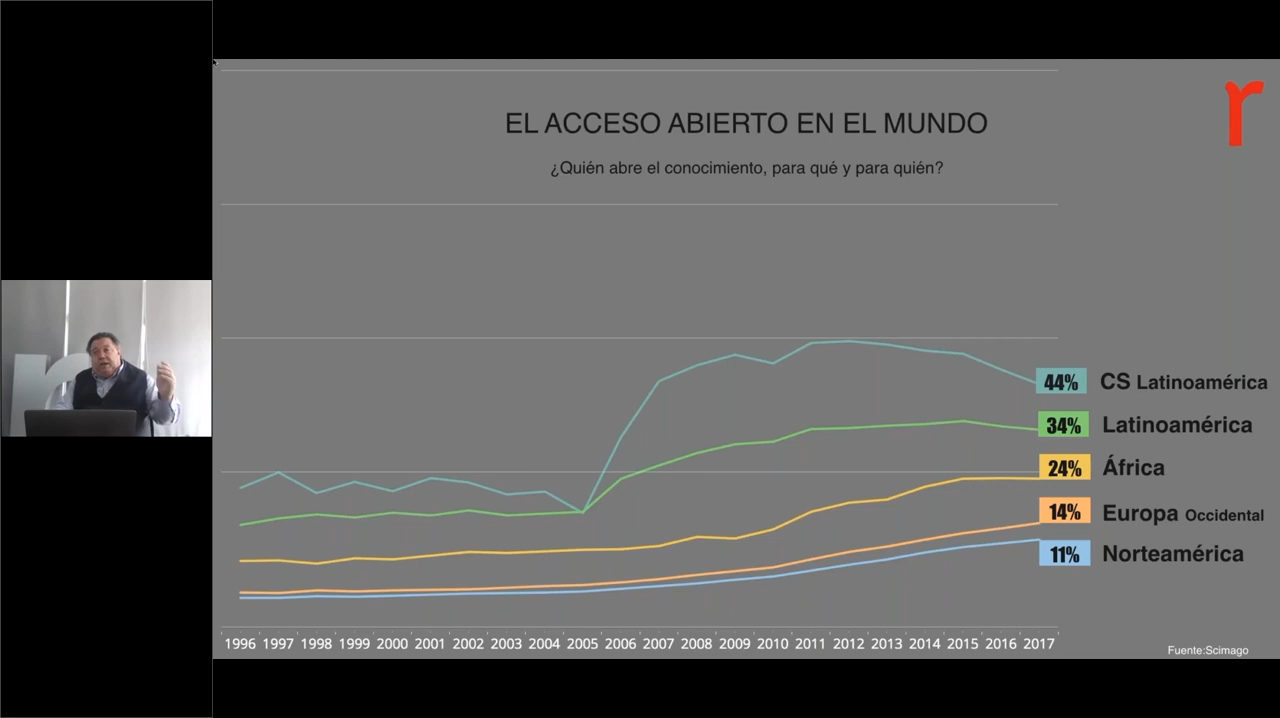 EL ACCESO ABIERTO EN EL MUNDO
¿Quién abre el conocimiento, para qué y para quién?
r
44% CS Latinoamérica
34% Latinoamérica
24% África
14% Europa Occidental
11% Norteamérica
1996 1997 1998 1999 2000 2001 2002 2003 2004 2005 2006 2007 2008 2009 2010 2011 2012 2013 2014 2015 2016 2017
Fuente:Scimago